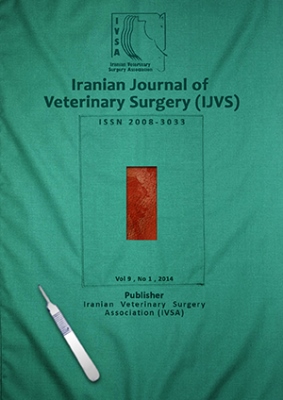 IVSA
Iranian Veterinary
Surgery Association
Iranian Journal of
Veterinary Surgery (IJVS)
ISSN 2008-3033
Vol 9 , No 1 , 2014
Publisher
Iranian Veterinary Surgery
Association (iVSA)